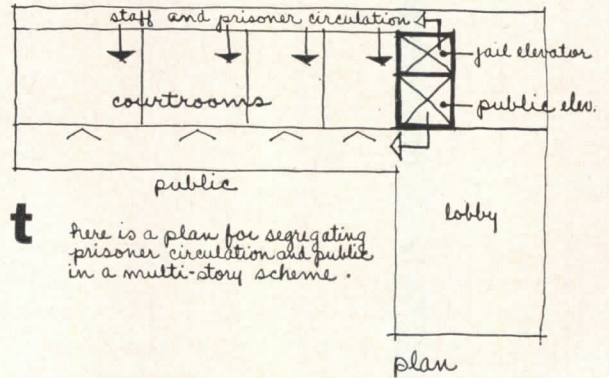 staff and prisoner circulation
jail elevator
public elev.
courtrooms
public
lobby
t
here is a plan for segregating
prisoner circulation and public
in a multi-story scheme.
plan